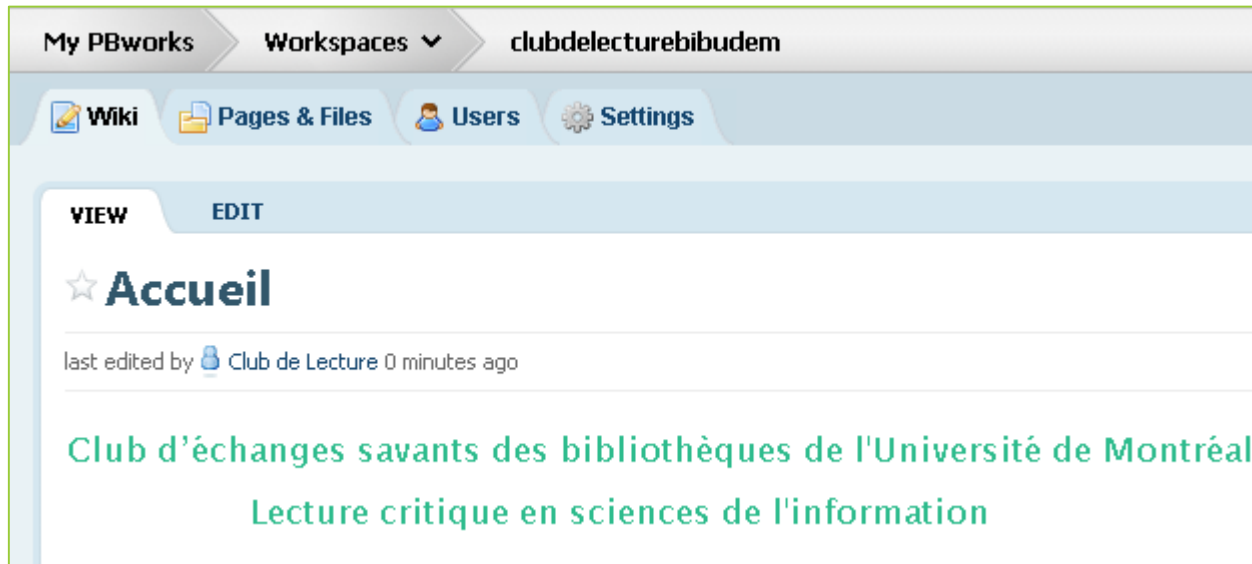 My PBworks Workspaces clubdelecturebibudem
Wiki Pages & Files Users Settings
VIEW EDIT
Accueil
last edited by Club de Lecture 0 minutes ago
Club d’échanges savants des bibliothèques de l'Université de Montréal
Lecture critique en sciences de l'information